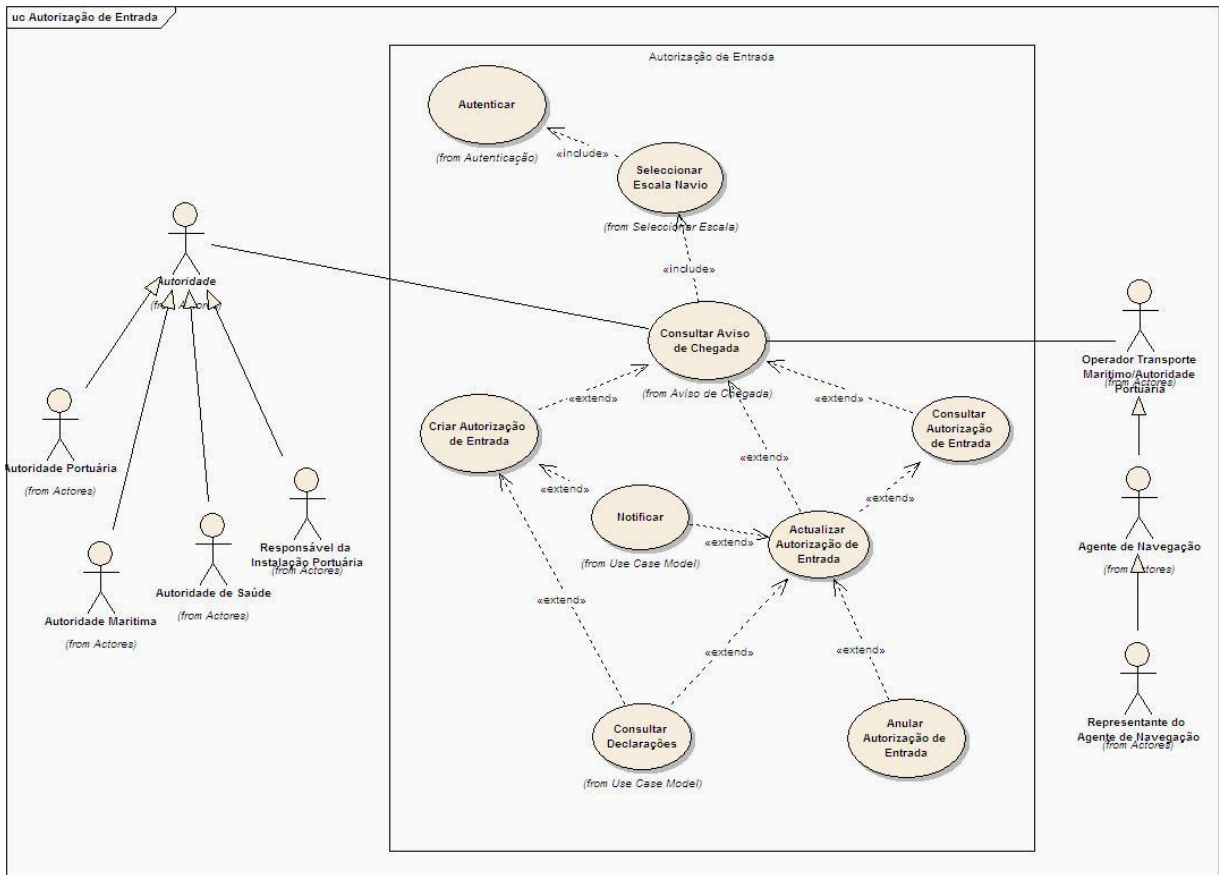 uc Autorização de Entrada
Autorização de Entrada
Autenticar
(from Autenticação)
«include»
Seleccionar
Escala Navio
(from Seleccionar Escala)
«include»
Autoridade
(from Actores)
Consultar Aviso
de Chegada
(from Aviso de Chegada)
Operador Transporte
Maritimo/Autoridade
Portuária
(from Actores)
«extend»
«extend»
Criar Autorização
de Entrada
Consultar
Autorização
de Entrada
Autoridade Portuária
(from Actores)
«extend»
«extend»
«extend»
Notificar
(from Use Case Model)
«extend»
Actualizar
Autorização de
Entrada
Responsável da
Instalação Portuária
(from Actores)
Agente de Navegação
(from Actores)
Autoridade de Saúde
(from Actores)
Autoridade Maritima
(from Actores)
«extend»
«extend»
«extend»
Consultar
Declarações
(from Use Case Model)
Anular
Autorização de
Entrada
Representante do
Agente de Navegação
(from Actores)